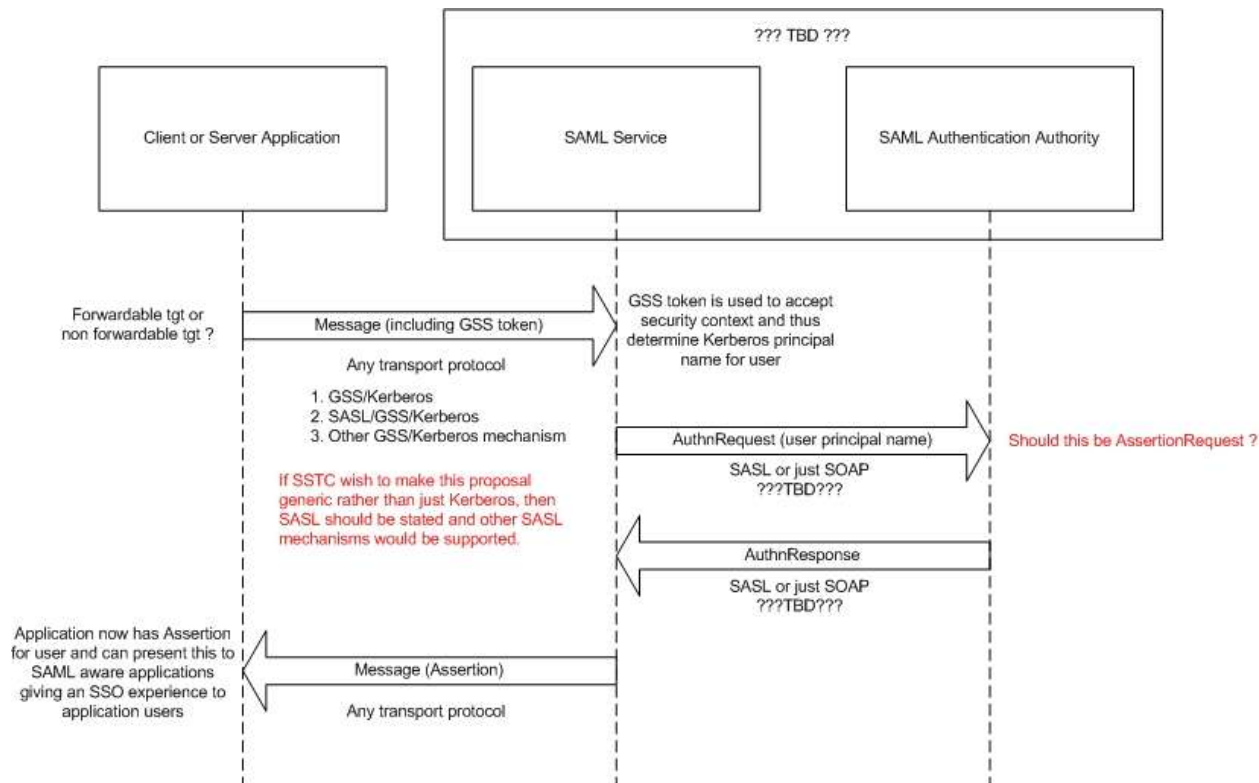 ??? TBD ???
Client or Server Application
SAML Service
SAML Authentication Authority
Forwardable tgt or
non forwardable tgt ?
Message (including GSS token)
GSS token is used to accept
security context and thus
determine Kerberos principal
name for user
Any transport protocol
1. GSS/Kerberos
2. SASL/GSS/Kerberos
3. Other GSS/Kerberos mechanism
AuthnRequest (user principal name)
Should this be AssertionRequest ?
SASL or just SOAP
???TBD???
If SSTC wish to make this proposal
generic rather than just Kerberos, then
SASL should be stated and other SASL
mechanisms would be supported.
AuthnResponse
SASL or just SOAP
???TBD???
Application now has Assertion
for user and can present this to
SAML aware applications
giving an SSO experience to
application users
Message (Assertion)
Any transport protocol